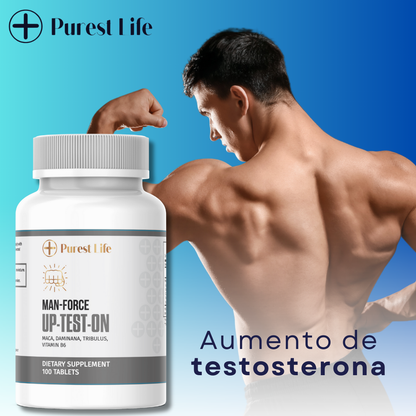 Purest Life
Purest Life
MAN-FORCE
UP-TEST-ON
MACA, DAMINANA, TRIBULUS,
VITAMIN B6
DIETARY SUPPLEMENT
100 TABLETS
Aumento de
testosterona